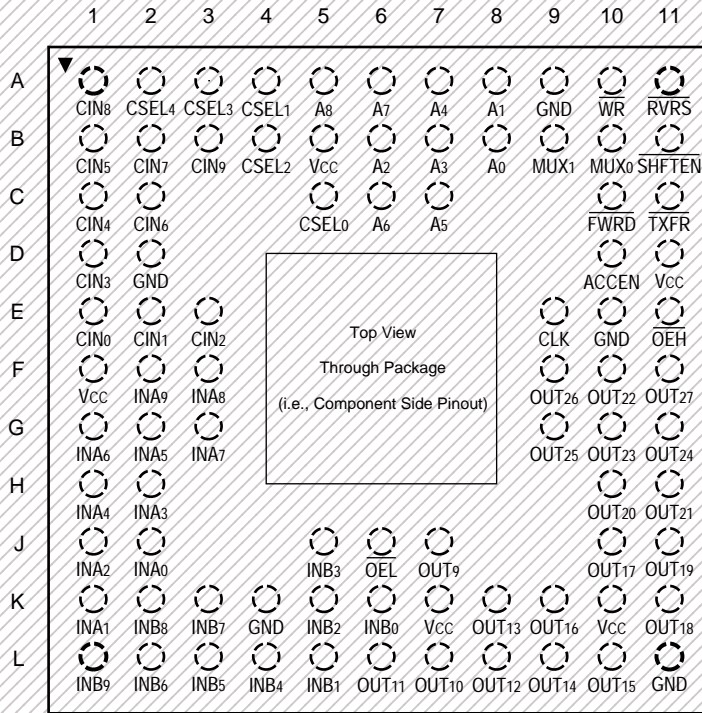 1 2 3 4 5 6 7 8 9 10 11
A
CIN8 CSEL4 CSEL3 CSEL1 A8 A7 A4 A1 GND WR RVRS
B
CIN5 CIN7 CIN9 CSEL2 VCC A2 A3 A0 MUX1 MUX0 SHFTEN
C
CIN4 CIN6 CSEL0 A6 A5 FWRD TXFR
D
CIN3 GND ACCEN VCC
E
CIN0 CIN1 CIN2 CLK GND OEH
Top View
Through Package
(i.e., Component Side Pinout)
F
VCC INA9 INA8 OUT26 OUT22 OUT27
G
INA6 INA5 INA7 OUT25 OUT23 OUT24
H
INA4 INA3 OUT20 OUT21
J
INA2 INA0 INB3 OEL OUT9 OUT17 OUT19
K
INA1 INB8 INB7 GND INB2 INB0 VCC OUT13 OUT16 VCC OUT18
L
INB9 INB6 INB5 INB4 INB1 OUT11 OUT10 OUT12 OUT14 OUT15 GND